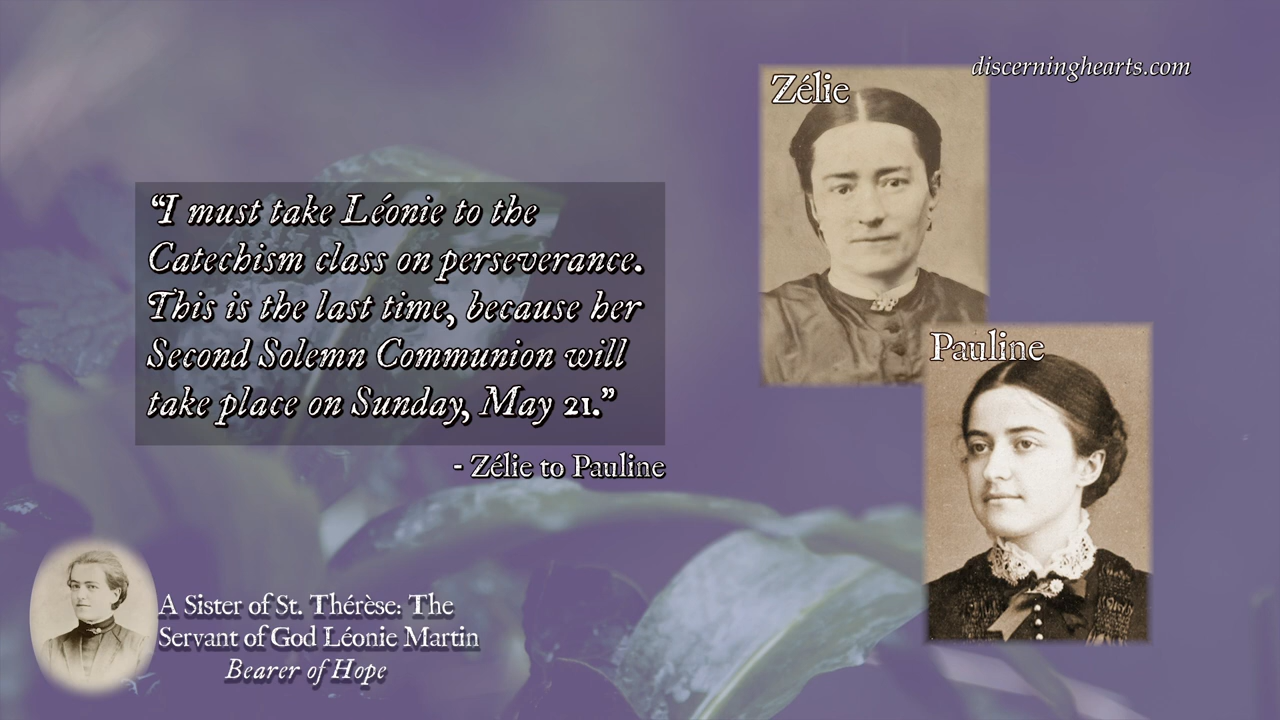 discerninghearts.com
Zélie
“I must take Léonie to the
Catechism class on perseverance.
This is the last time, because her
Second Solemn Communion will
take place on Sunday, May 21.”
- Zélie to Pauline
Pauline
A Sister of St. Thérèse: The
Servant of God Léonie Martin
Bearer of Hope